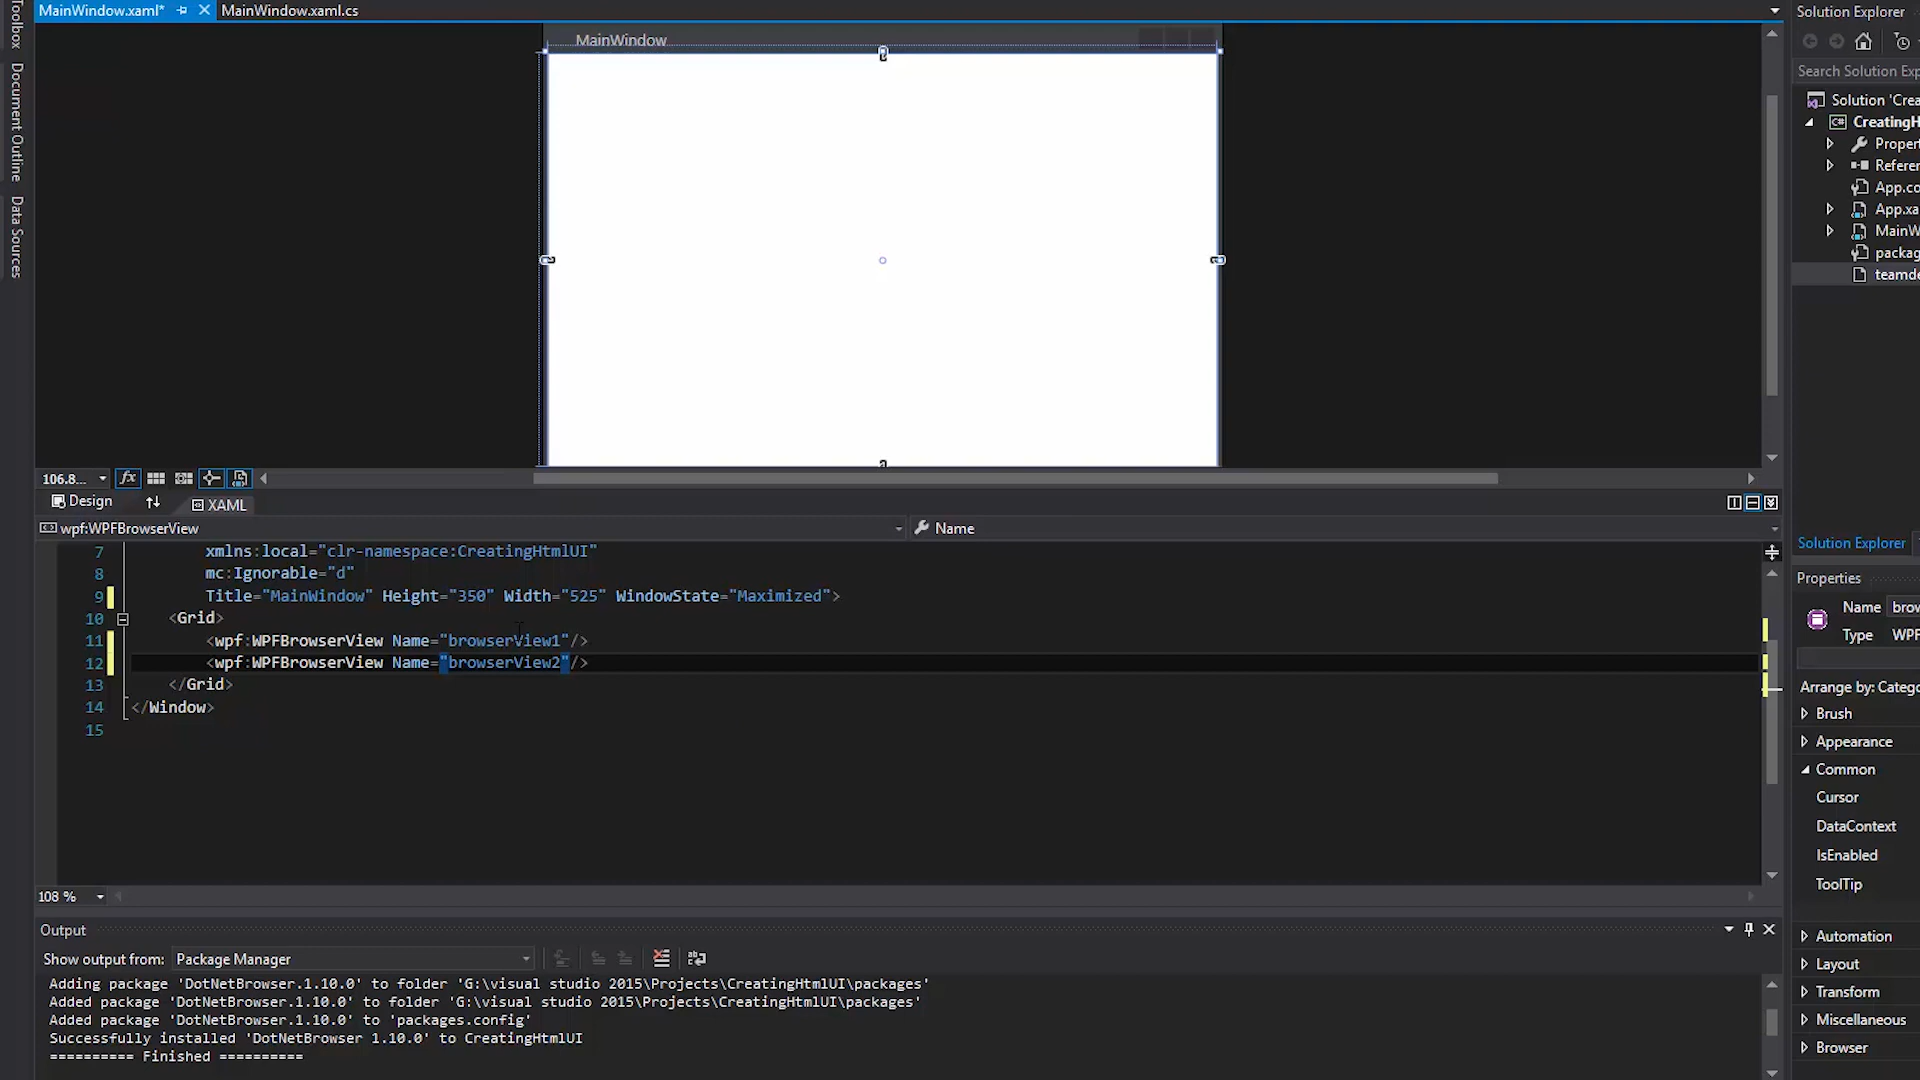 MainWindow.xaml*
MainWindow.xaml.cs
Toolbox
Document Outline
Data Sources
MainWindow
106.8...
Design
XAML
wpf:WPFBrowserView
Name
7 xmlns:local="clr-namespace:CreatingHtmlUI"
8 mc:Ignorable="d"
9 Title="MainWindow" Height="350" Width="525" WindowState="Maximized">
10 <Grid>
11 <wpf:WPFBrowserView Name="browserView1"/>
12 <wpf:WPFBrowserView Name="browserView2"/>
13 </Grid>
14 </Window>
15
108 %
Output
Show output from: Package Manager
Adding package 'DotNetBrowser.1.10.0' to folder 'G:\visual studio 2015\Projects\CreatingHtmlUI\packages'
Added package 'DotNetBrowser.1.10.0' to folder 'G:\visual studio 2015\Projects\CreatingHtmlUI\packages'
Added package 'DotNetBrowser.1.10.0' to 'packages.config'
Successfully installed 'DotNetBrowser 1.10.0' to CreatingHtmlUI
========== Finished ==========
Solution Explorer
Search Solution Exp
Solution 'Crea
C# CreatingH
Proper
Referen
App.co
App.xa
MainW
packag
teamde
Solution Explorer
Properties
Name brow
Type WPF
Arrange by: Catego
Brush
Appearance
Common
Cursor
DataContext
IsEnabled
ToolTip
Automation
Layout
Transform
Miscellaneous
Browser